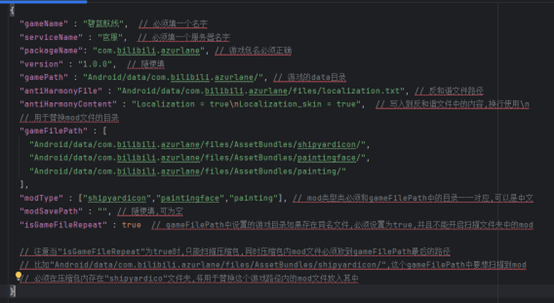 {
"gameName" : "碧蓝航线", // 必须填一个名字
"serviceName" : "官服", // 必须填一个服务器名字
"packageName": "com.bilibili.azurlane", // 游戏包名必须正确
"version" : "1.0.0", // 随便填
"gamePath" : "Android/data/com.bilibili.azurlane/", // 游戏的data目录
"antiHarmonyFile" : "Android/data/com.bilibili.azurlane/files/localization.txt", // 反和谐文件路径
"antiHarmonyContent" : "Localization = true\nLocalization_skin = true", // 写入到反和谐文件中的内容,换行使用\n
// 用于替换mod文件的目录
"gameFilePath" : [
"Android/data/com.bilibili.azurlane/files/AssetBundles/shipyardicon/",
"Android/data/com.bilibili.azurlane/files/AssetBundles/paintingface/",
"Android/data/com.bilibili.azurlane/files/AssetBundles/painting/"
],
"modType" : ["shipyardicon","paintingface","painting"], // mod类型类必须和gameFilePath中的目录一一对应,可以是中文
"modSavePath" : "", // 随便填,可为空
"isGameFileRepeat" : true // gameFilePath中设置的游戏目录如果存在同名文件,必须设置为true,并且不能开启扫描文件夹中的mod
// 注意当"isGameFileRepeat"为true时,只能扫描压缩包,同时压缩包内mod文件必须放到gameFilePath最后的路径
// 比如"Android/data/com.bilibili.azurlane/files/AssetBundles/shipyardicon/",这个gameFilePath中要想扫描到mod
// 必须在压缩包内存在"shipyardico"文件夹,将用于替换这个游戏路径内的mod文件放入其中
}